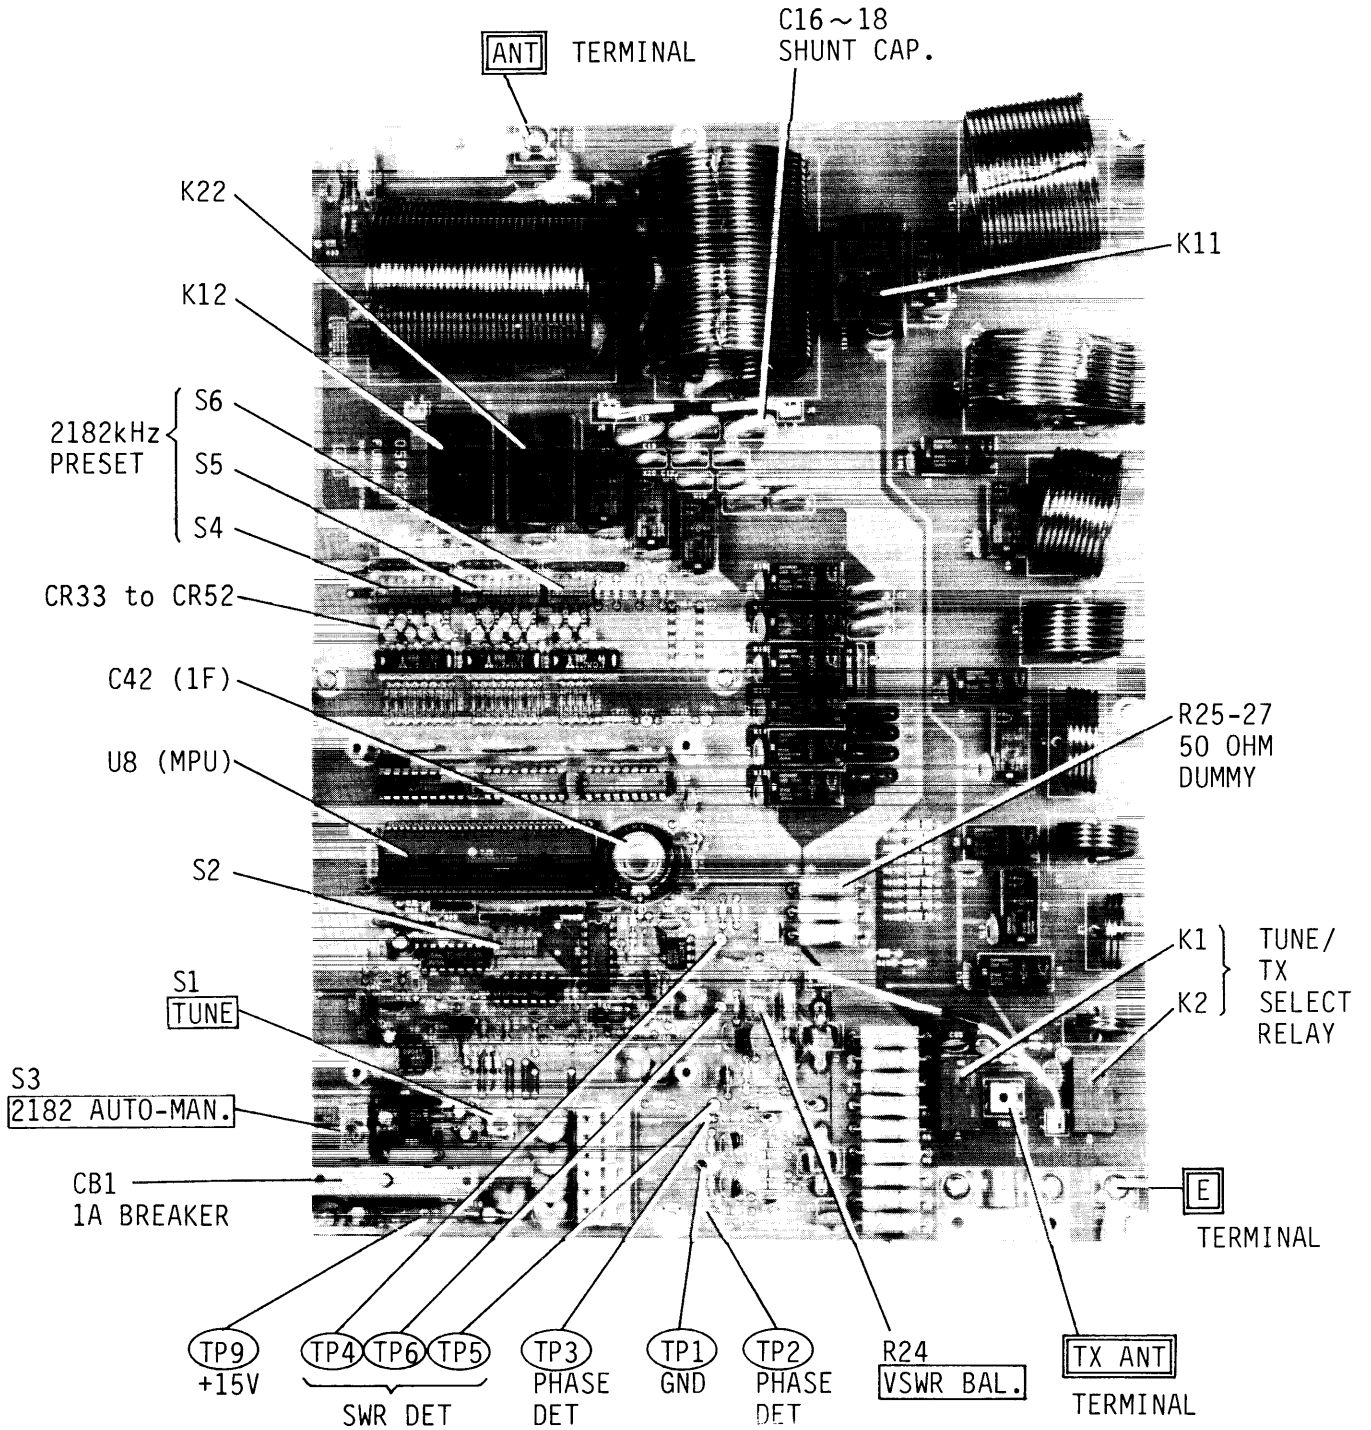 C16~18
SHUNT CAP.
ANT TERMINAL
K22
K11
K12
S6
2182kHz
PRESET
S5
S4
CR33 to CR52
C42 (1F)
U8 (MPU)
R25-27
50 OHM
DUMMY
S2
K1
K2
TUNE/
TX
SELECT
RELAY
S1
TUNE
S3
2182 AUTO-MAN.
CB1
1A BREAKER
E
TERMINAL
TP9
+15V
TP4 TP6 TP5
SWR DET
TP3
PHASE
DET
TP1
GND
TP2
PHASE
DET
R24
VSWR BAL.
TX ANT
TERMINAL